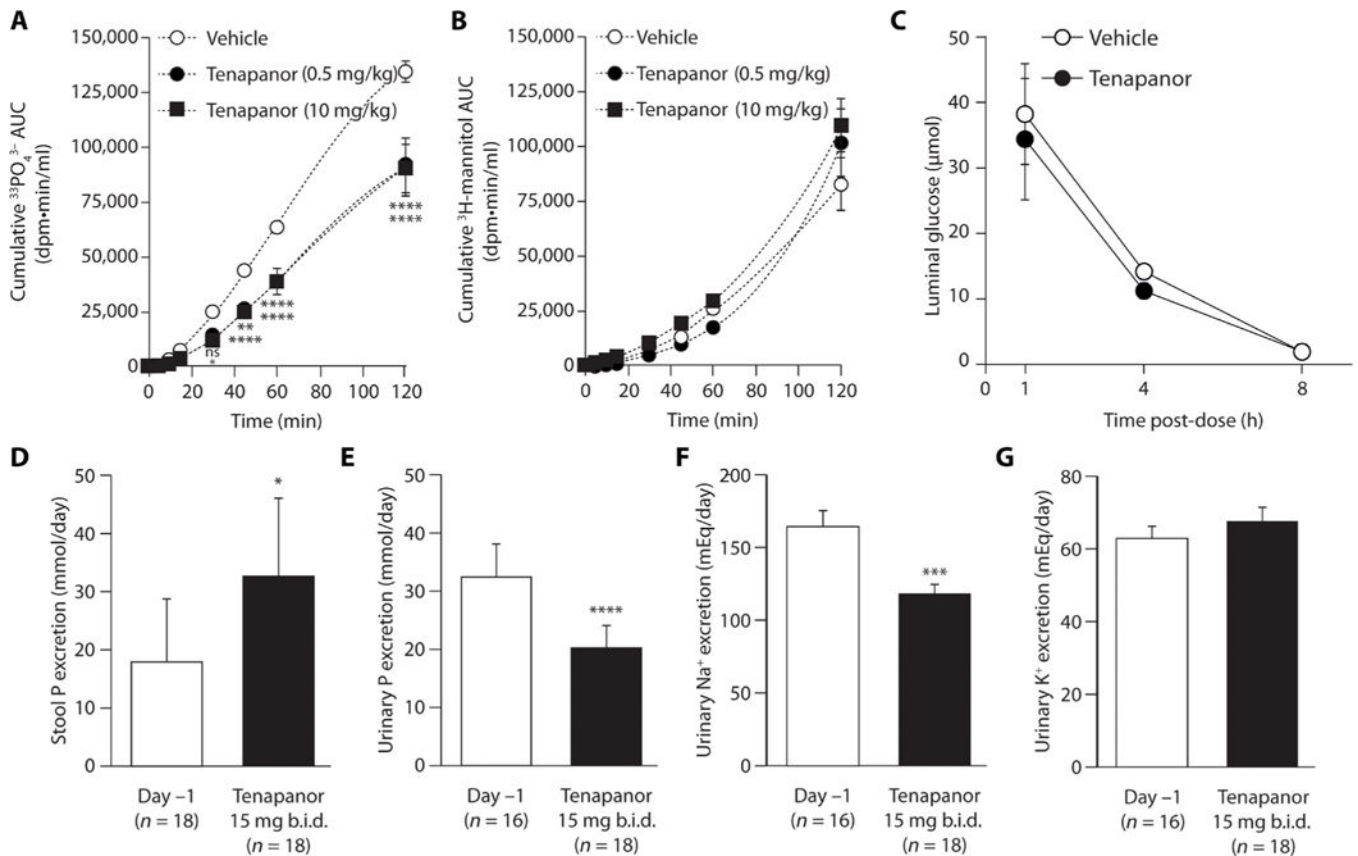 A
Cumulative ³³PO₄³⁻ AUC
(dpm•min/ml)
150,000
125,000
100,000
75,000
50,000
25,000
0
Vehicle
Tenapanor (0.5 mg/kg)
Tenapanor (10 mg/kg)
ns
*
**
****
****
****
****
****
0 20 40 60 80 100 120
Time (min)
B
Cumulative ³H-mannitol AUC
(dpm•min/ml)
150,000
125,000
100,000
75,000
50,000
25,000
0
Vehicle
Tenapanor (0.5 mg/kg)
Tenapanor (10 mg/kg)
0 20 40 60 80 100 120
Time (min)
C
Luminal glucose (μmol)
50
40
30
20
10
0
Vehicle
Tenapanor
0 1 4 8
Time post-dose (h)
D
Stool P excretion (mmol/day)
50
40
30
20
10
0
*
Day –1
(n = 18)
Tenapanor
15 mg b.i.d.
(n = 18)
E
Urinary P excretion (mmol/day)
50
40
30
20
10
0
****
Day –1
(n = 16)
Tenapanor
15 mg b.i.d.
(n = 18)
F
Urinary Na⁺ excretion (mEq/day)
200
150
100
50
0
***
Day –1
(n = 16)
Tenapanor
15 mg b.i.d.
(n = 18)
G
Urinary K⁺ excretion (mEq/day)
80
60
40
20
0
Day –1
(n = 16)
Tenapanor
15 mg b.i.d.
(n = 18)